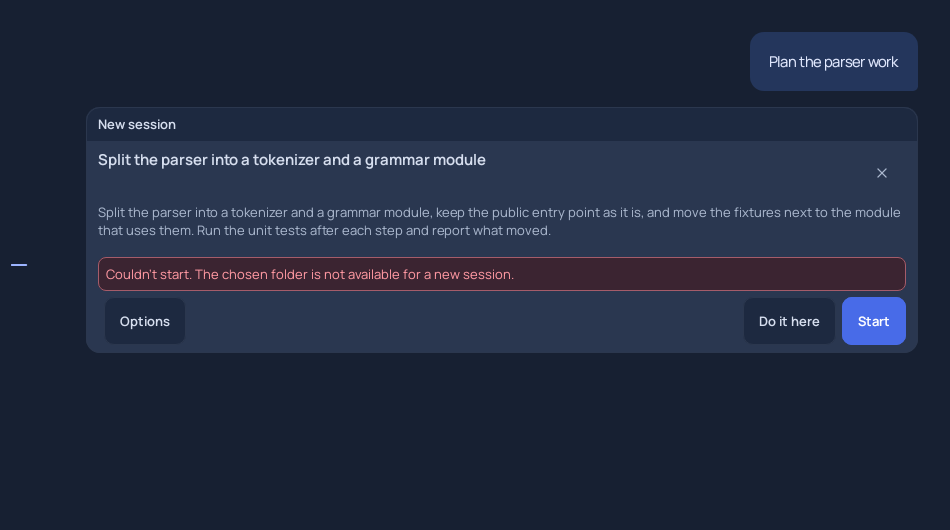 Plan the parser work
New session
Split the parser into a tokenizer and a grammar module
Split the parser into a tokenizer and a grammar module, keep the public entry point as it is, and move the fixtures next to the module
that uses them. Run the unit tests after each step and report what moved.
Couldn't start. The chosen folder is not available for a new session.
Options
Do it here
Start